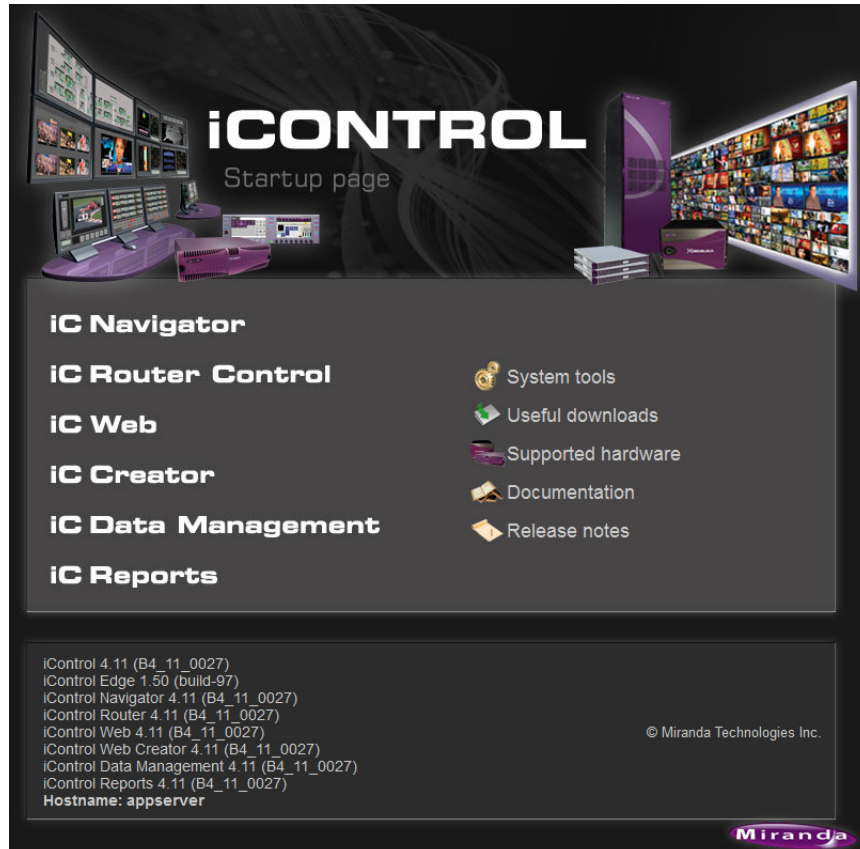 iCONTROL
Startup page
iC Navigator
iC Router Control
iC Web
iC Creator
iC Data Management
iC Reports
System tools
Useful downloads
Supported hardware
Documentation
Release notes
iControl 4.11 (B4_11_0027)
iControl Edge 1.50 (build-97)
iControl Navigator 4.11 (B4_11_0027)
iControl Router 4.11 (B4_11_0027)
iControl Web 4.11 (B4_11_0027)
iControl Web Creator 4.11 (B4_11_0027)
iControl Data Management 4.11 (B4_11_0027)
iControl Reports 4.11 (B4_11_0027)
Hostname: appserver
© Miranda Technologies Inc.
Miranda